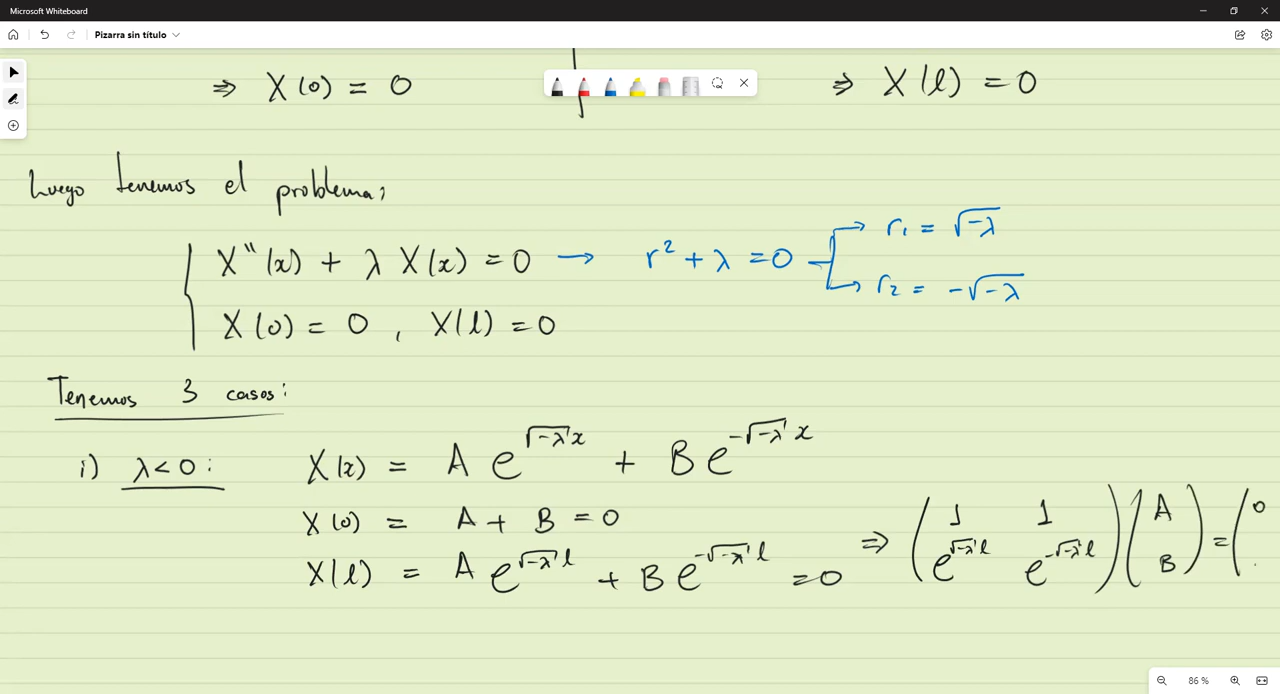 Microsoft Whiteboard
Pizarra sin título
⇒ X(0) = 0
⇒ X(l) = 0
Luego tenemos el problema;
X''(x) + λ X(x) = 0 → r² + λ = 0 → r₁ = √-λ
→ r₂ = -√-λ
X(0) = 0 , X(l) = 0
Tenemos 3 casos:
i) λ < 0 : X(x) = A e^{√-λ x} + B e^{-√-λ x}
X(0) = A + B = 0
X(l) = A e^{√-λ l} + B e^{-√-λ l} = 0 ⇒ ( 1 1 ; e^{√-λ l} e^{-√-λ l} ) ( A ; B ) = ( 0
86 %